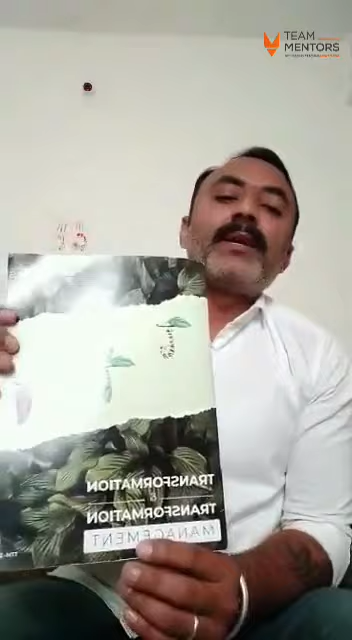 TEAM
MENTORS
TRANSFORMATION
&
TRANSFORMATION
MANAGEMENT